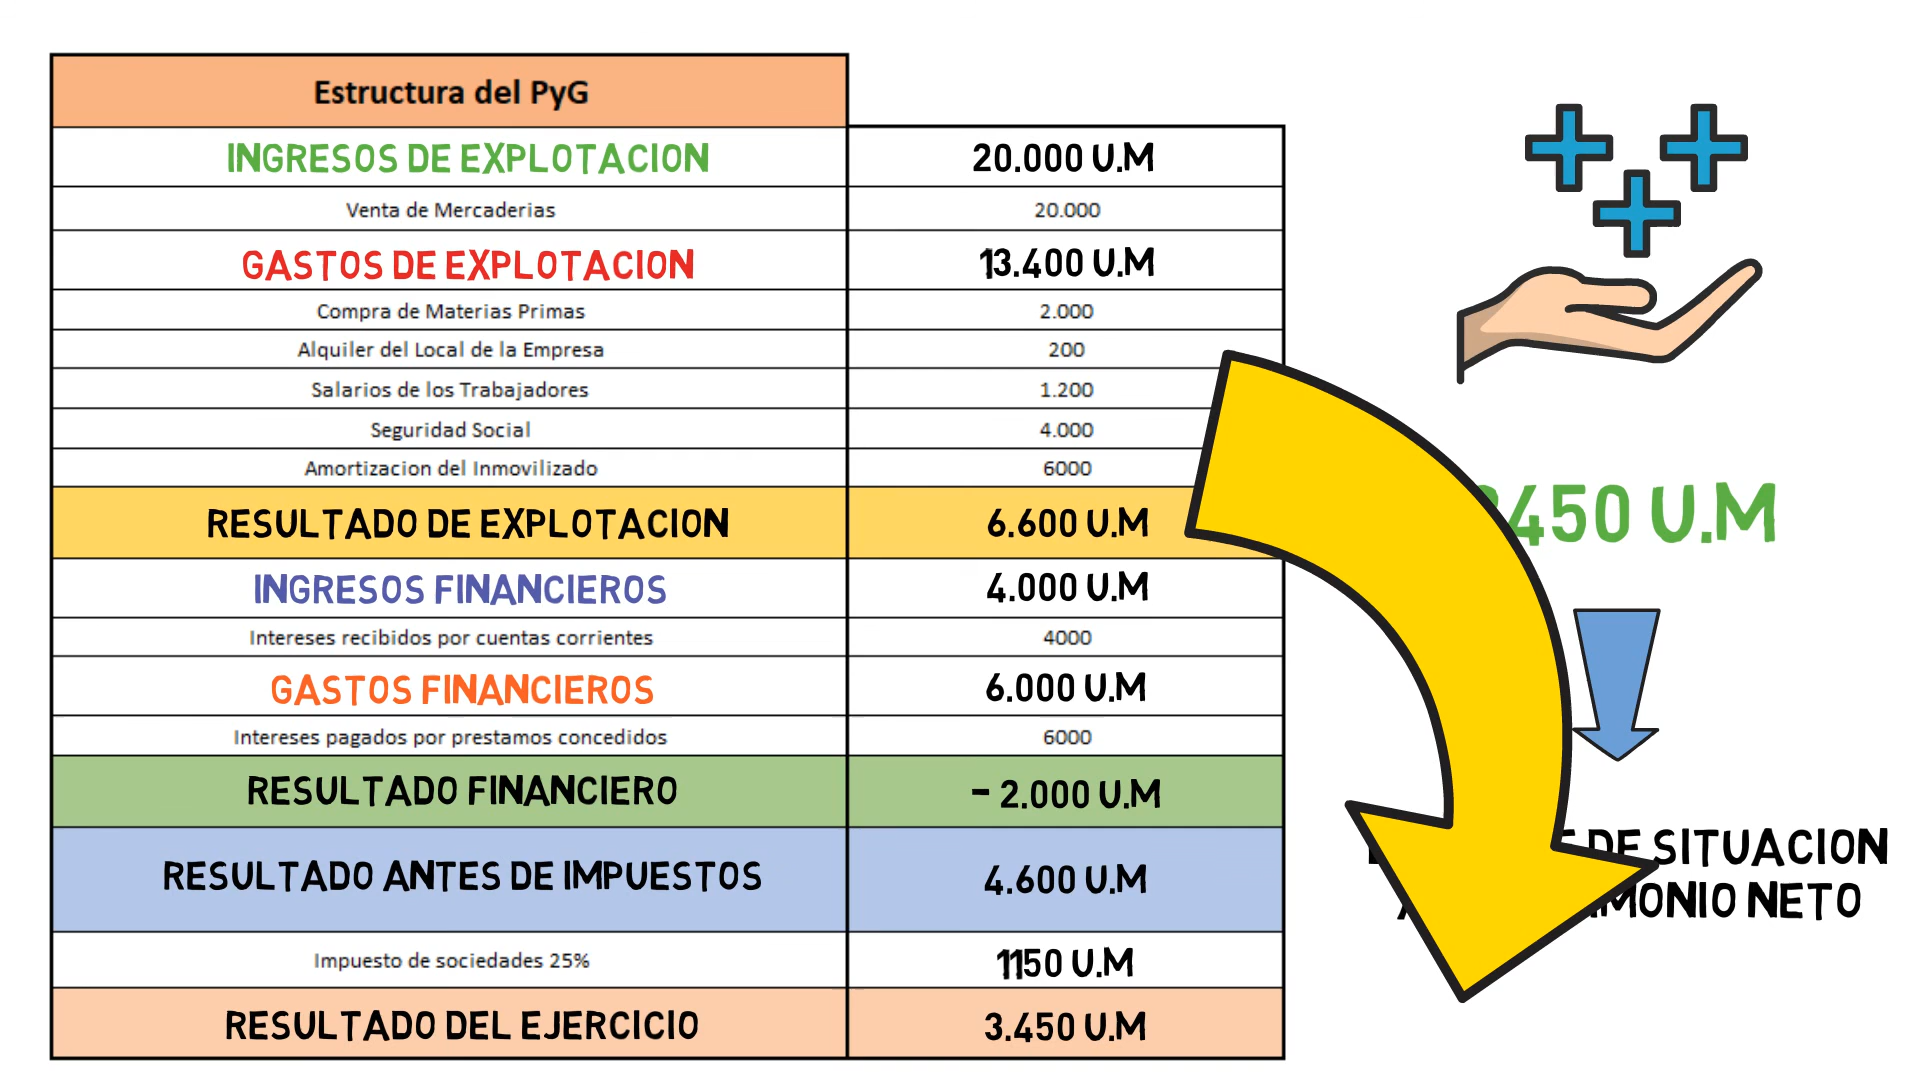 Estructura del PyG
INGRESOS DE EXPLOTACION 20.000 U.M
Venta de Mercaderias 20.000
GASTOS DE EXPLOTACION 13.400 U.M
Compra de Materias Primas 2.000
Alquiler del Local de la Empresa 200
Salarios de los Trabajadores 1.200
Seguridad Social 4.000
Amortizacion del Inmovilizado 6000
RESULTADO DE EXPLOTACION 6.600 U.M
INGRESOS FINANCIEROS 4.000 U.M
Intereses recibidos por cuentas corrientes 4000
GASTOS FINANCIEROS 6.000 U.M
Intereses pagados por prestamos concedidos 6000
RESULTADO FINANCIERO - 2.000 U.M
RESULTADO ANTES DE IMPUESTOS 4.600 U.M
Impuesto de sociedades 25% 1150 U.M
RESULTADO DEL EJERCICIO 3.450 U.M
450 U.M
DE SITUACION
NETO